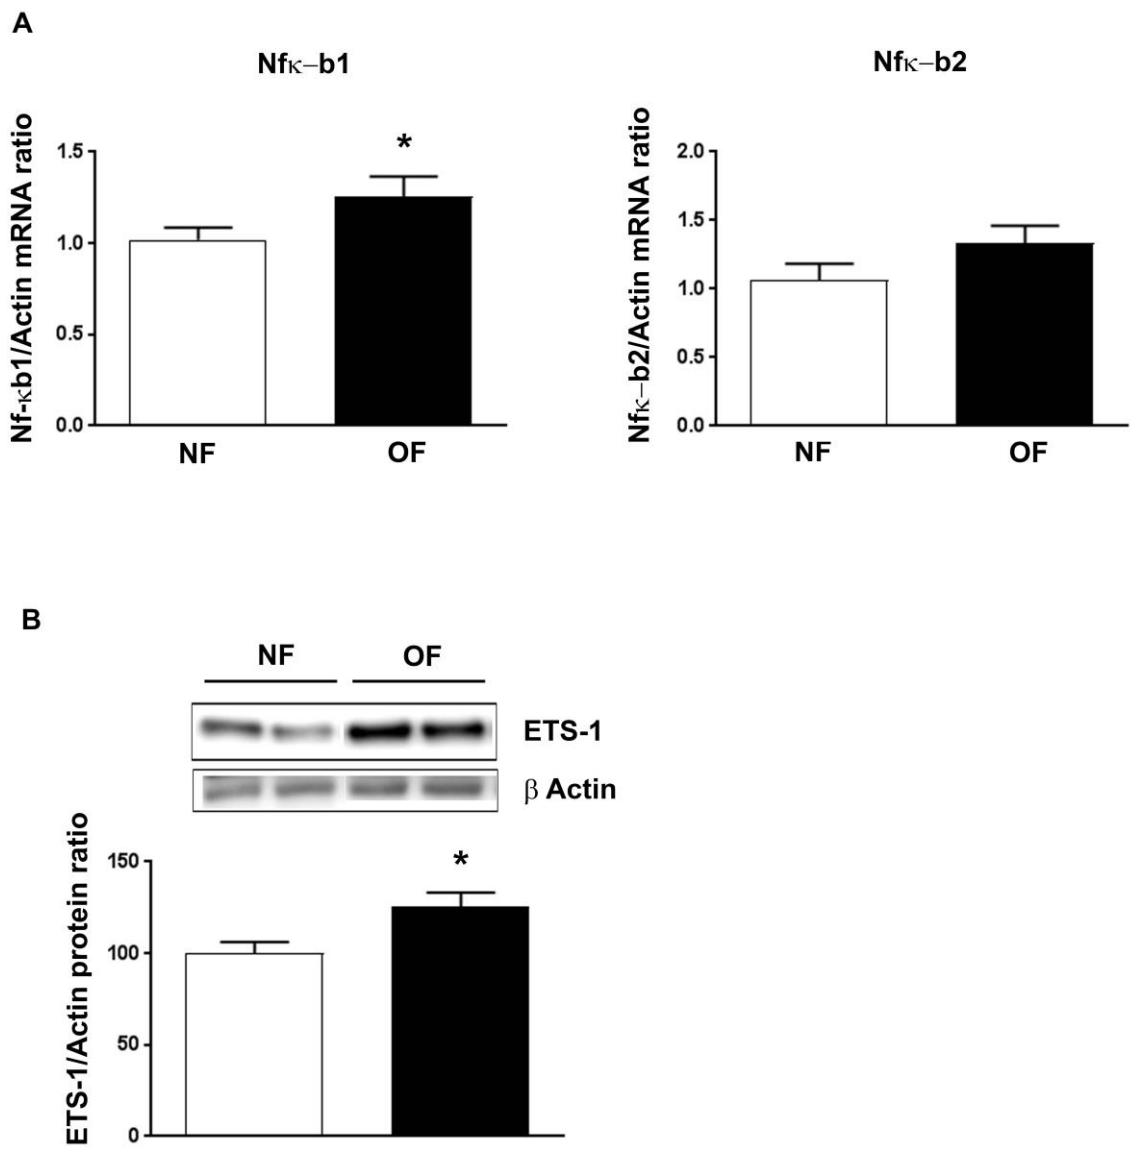 A
Nfκ–b1
Nf-κb1/Actin mRNA ratio
1.5
*
1.0
0.5
0.0
NF
OF
Nfκ–b2
Nfκ–b2/Actin mRNA ratio
2.0
1.5
1.0
0.5
0.0
NF
OF
B
NF
OF
ETS-1
β Actin
ETS-1/Actin protein ratio
150
*
100
50
0